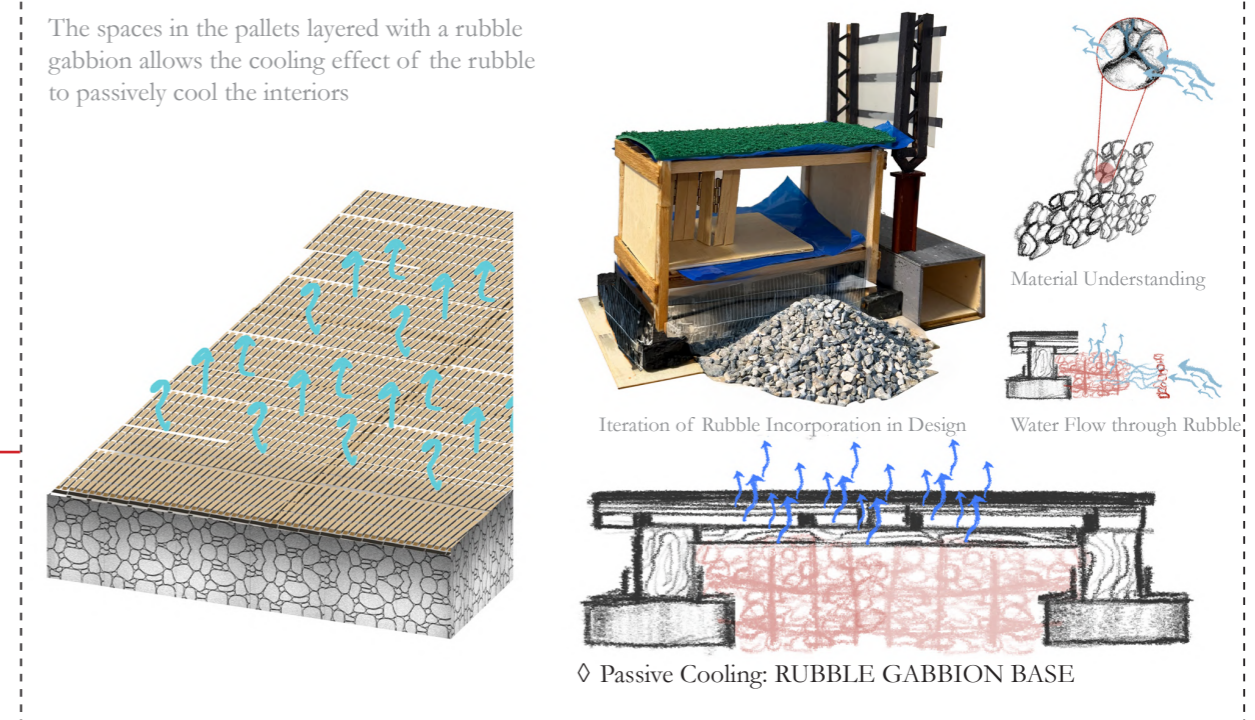 The spaces in the pallets layered with a rubble
gabbion allows the cooling effect of the rubble
to passively cool the interiors
Material Understanding
Iteration of Rubble Incorporation in Design
Water Flow through Rubble
◊ Passive Cooling: RUBBLE GABBION BASE